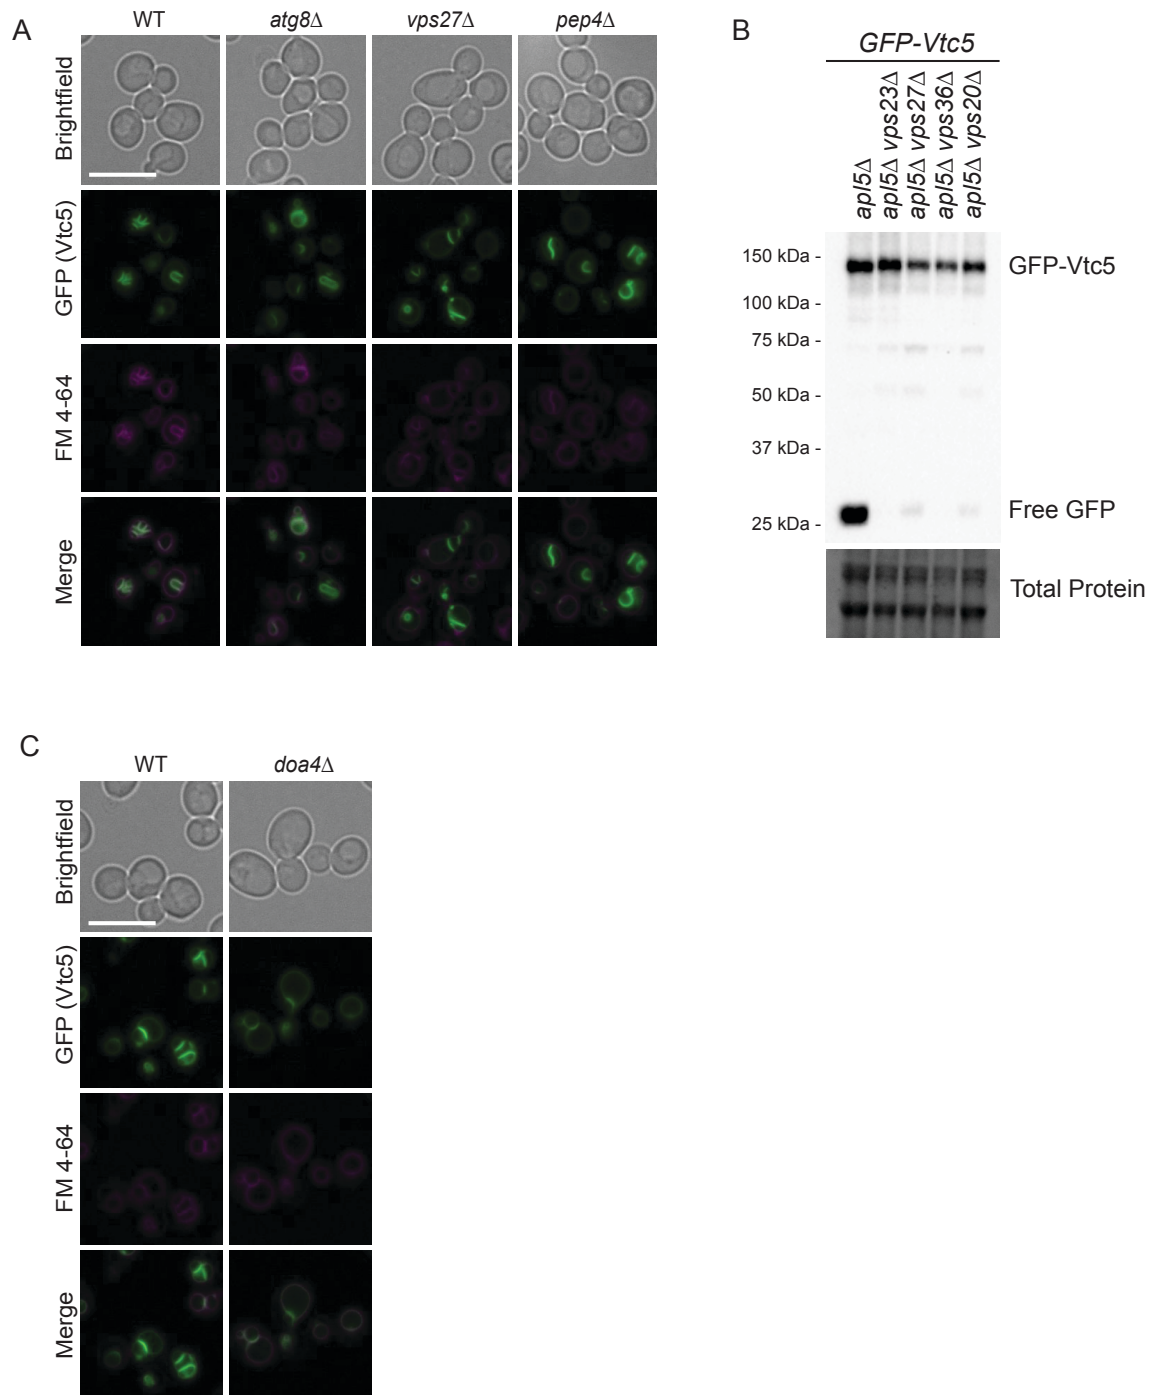 A
WT
atg8Δ
vps27Δ
pep4Δ
Brightfield
GFP (Vtc5)
FM 4-64
Merge
B
GFP-Vtc5
apl5Δ
apl5Δ vps23Δ
apl5Δ vps27Δ
apl5Δ vps36Δ
apl5Δ vps20Δ
150 kDa -
100 kDa -
75 kDa -
50 kDa -
37 kDa -
25 kDa -
GFP-Vtc5
Free GFP
Total Protein
C
WT
doa4Δ
Brightfield
GFP (Vtc5)
FM 4-64
Merge